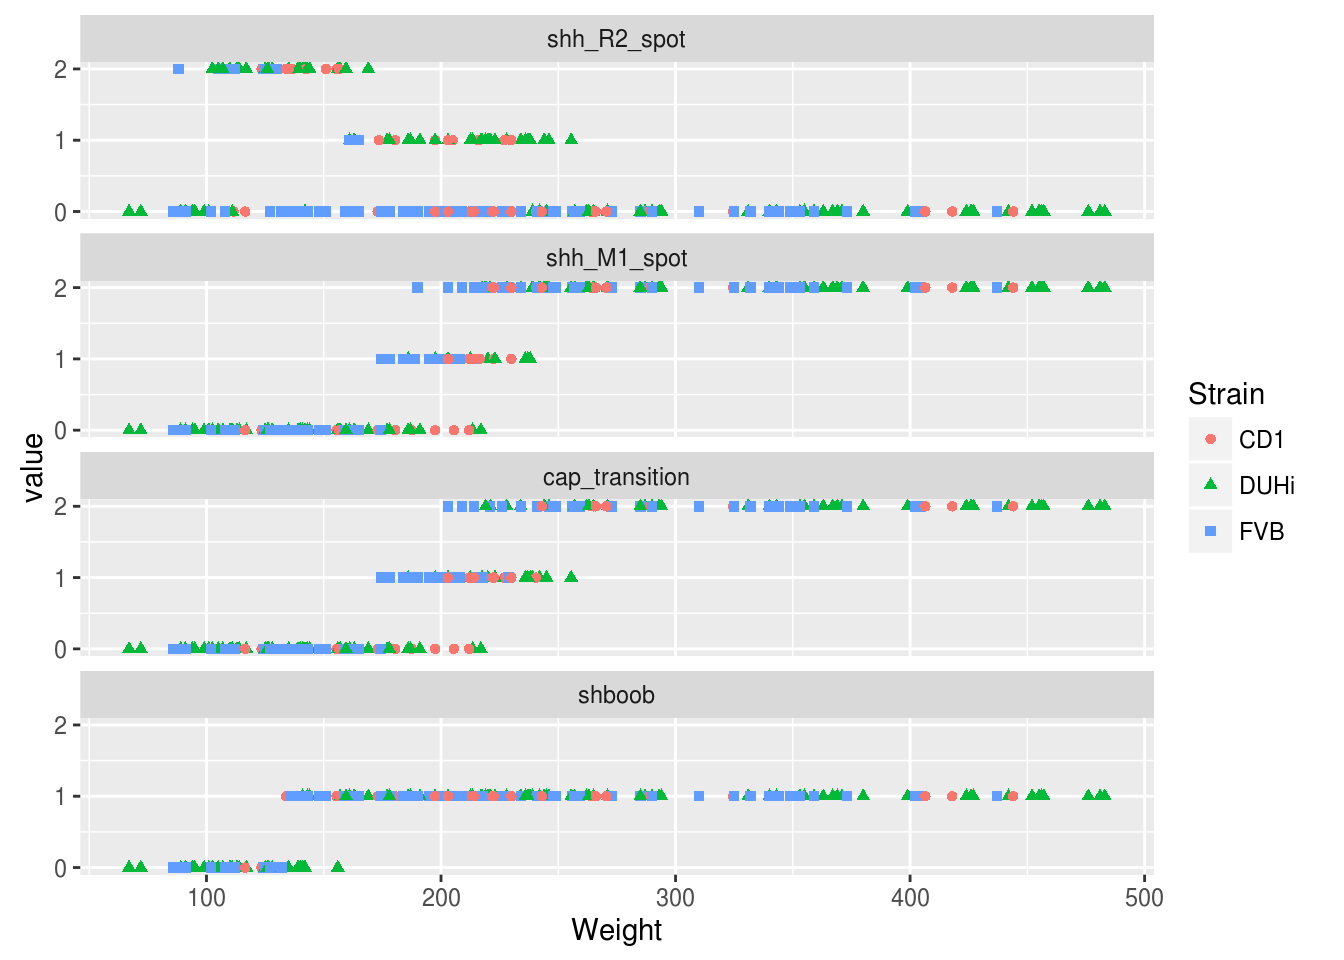 shh_R2_spot
2
1
0
shh_M1_spot
2
1
0
cap_transition
2
1
0
shboob
2
1
0
100 200 300 400 500
Weight
value
Strain
CD1
DUHi
FVB